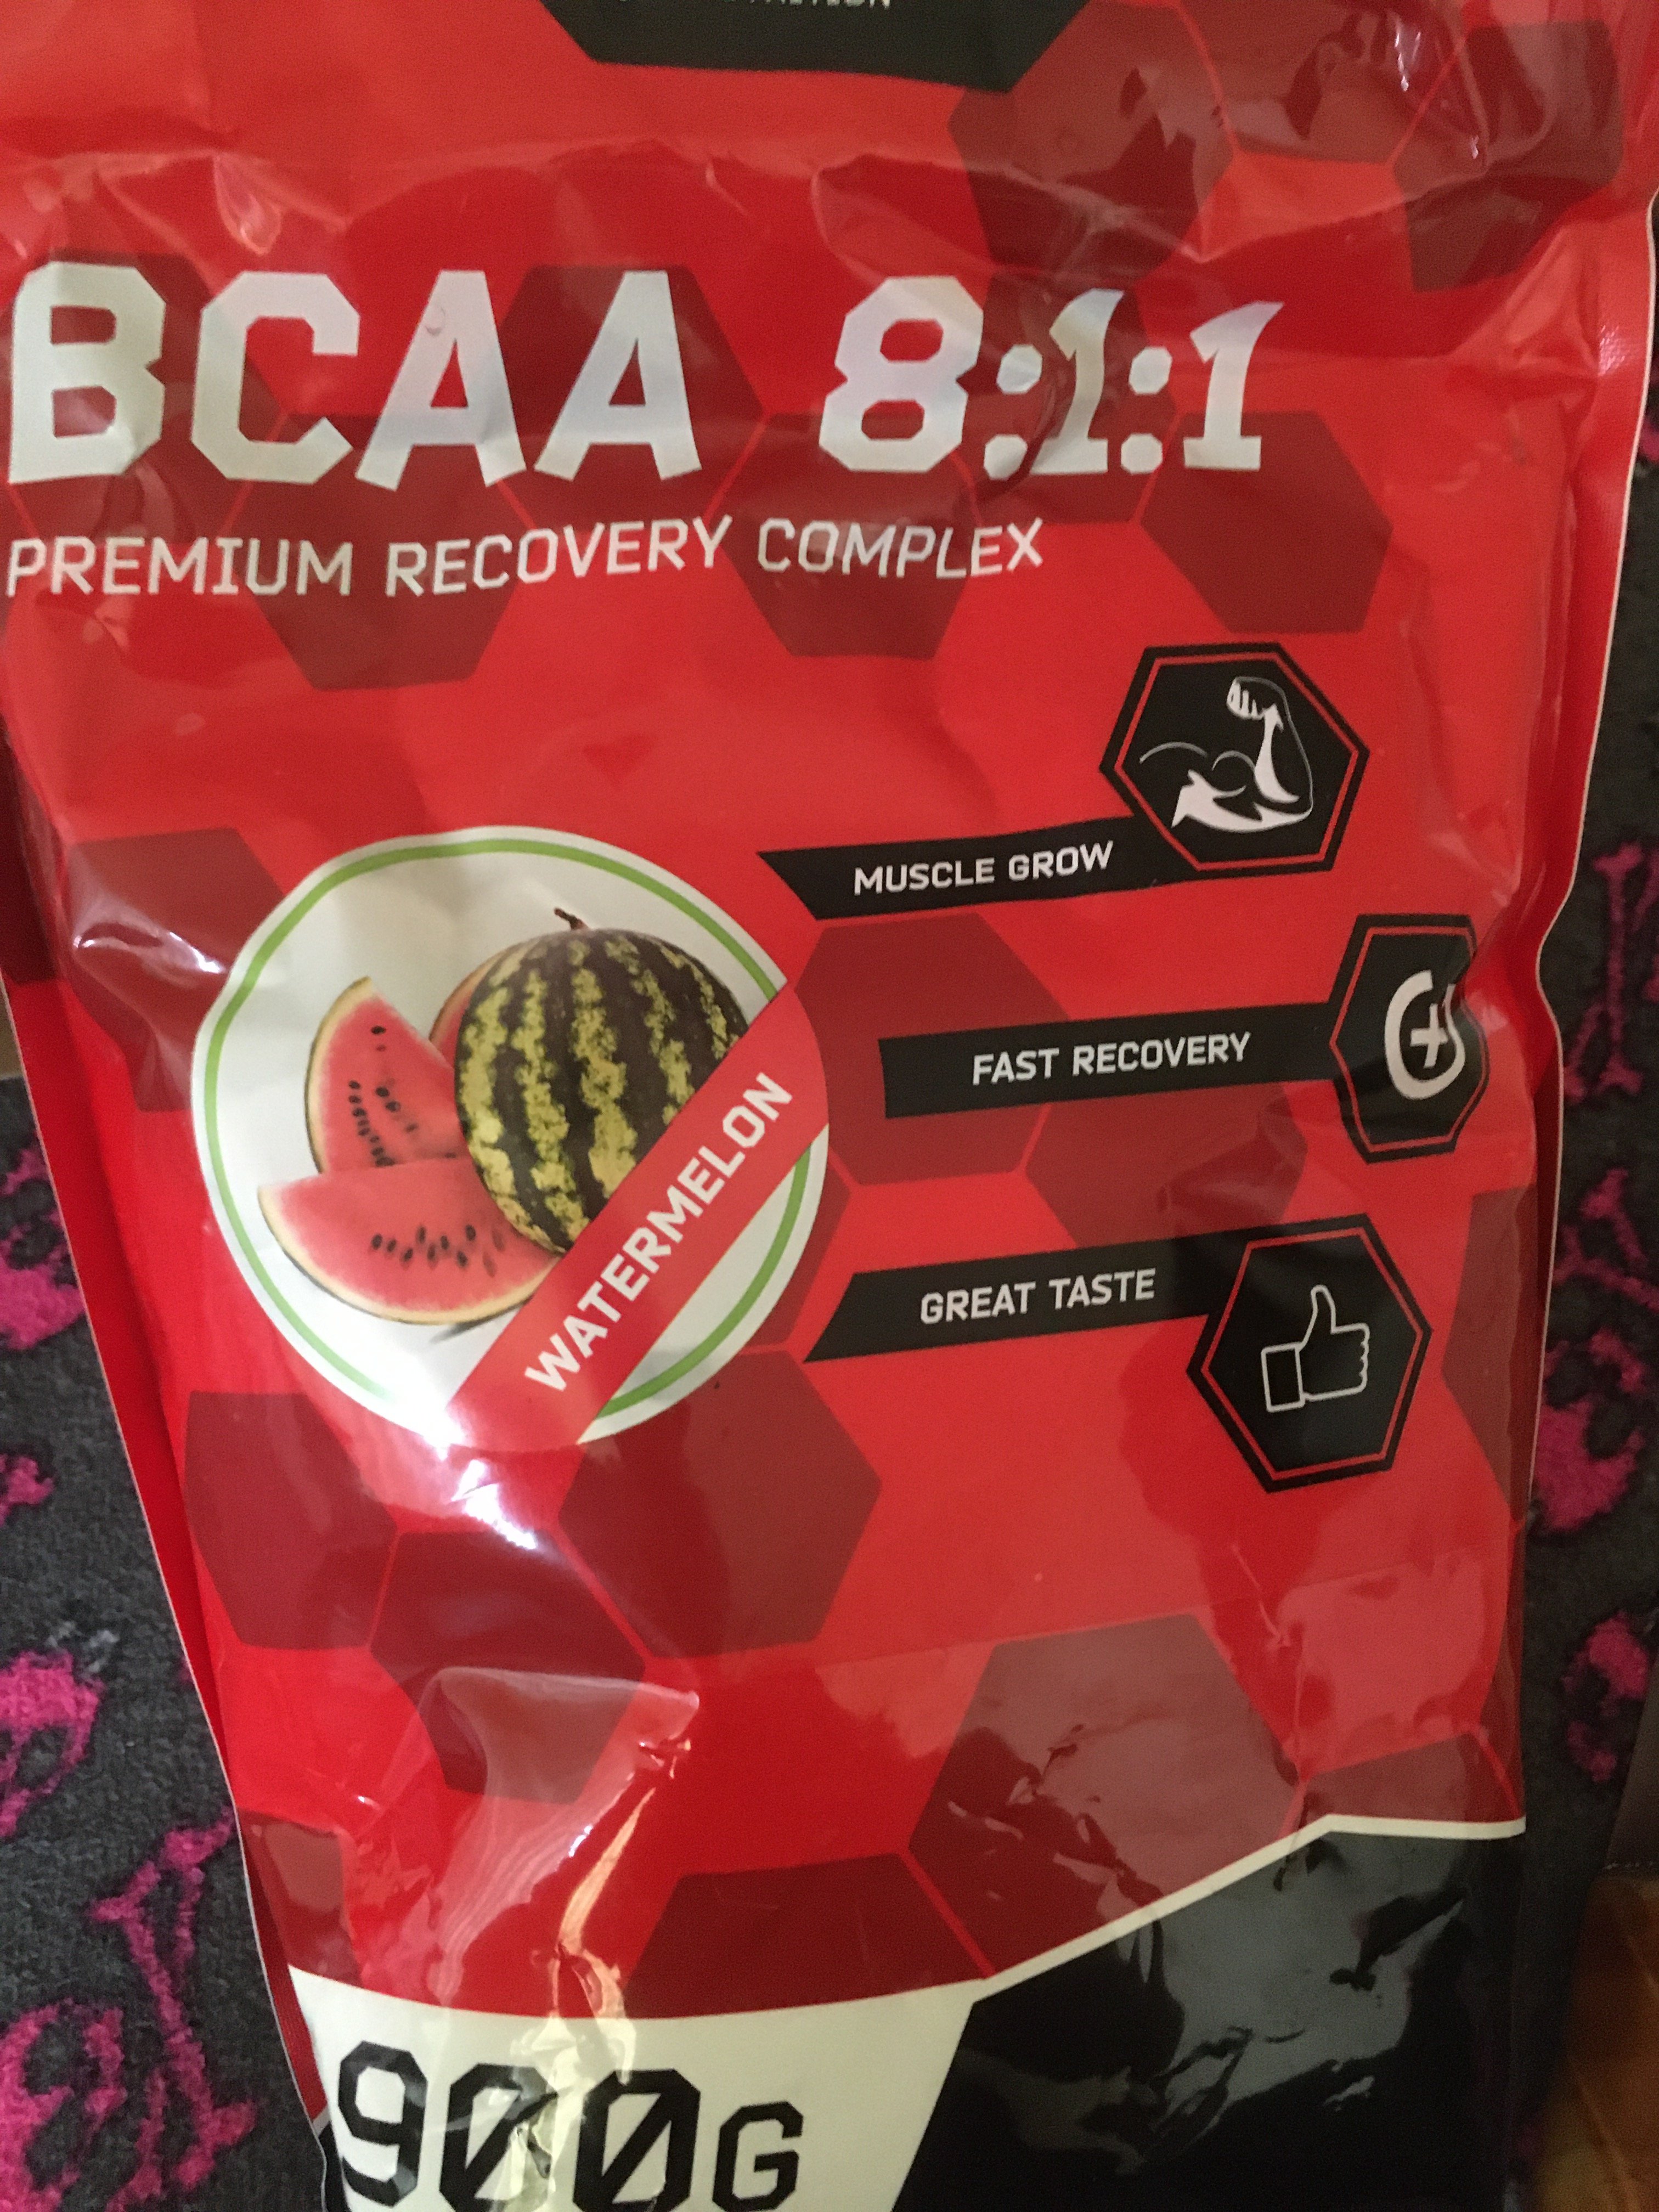 BCAA 8:1:1
PREMIUM RECOVERY COMPLEX
MUSCLE GROW
FAST RECOVERY
GREAT TASTE
WATERMELON
900G